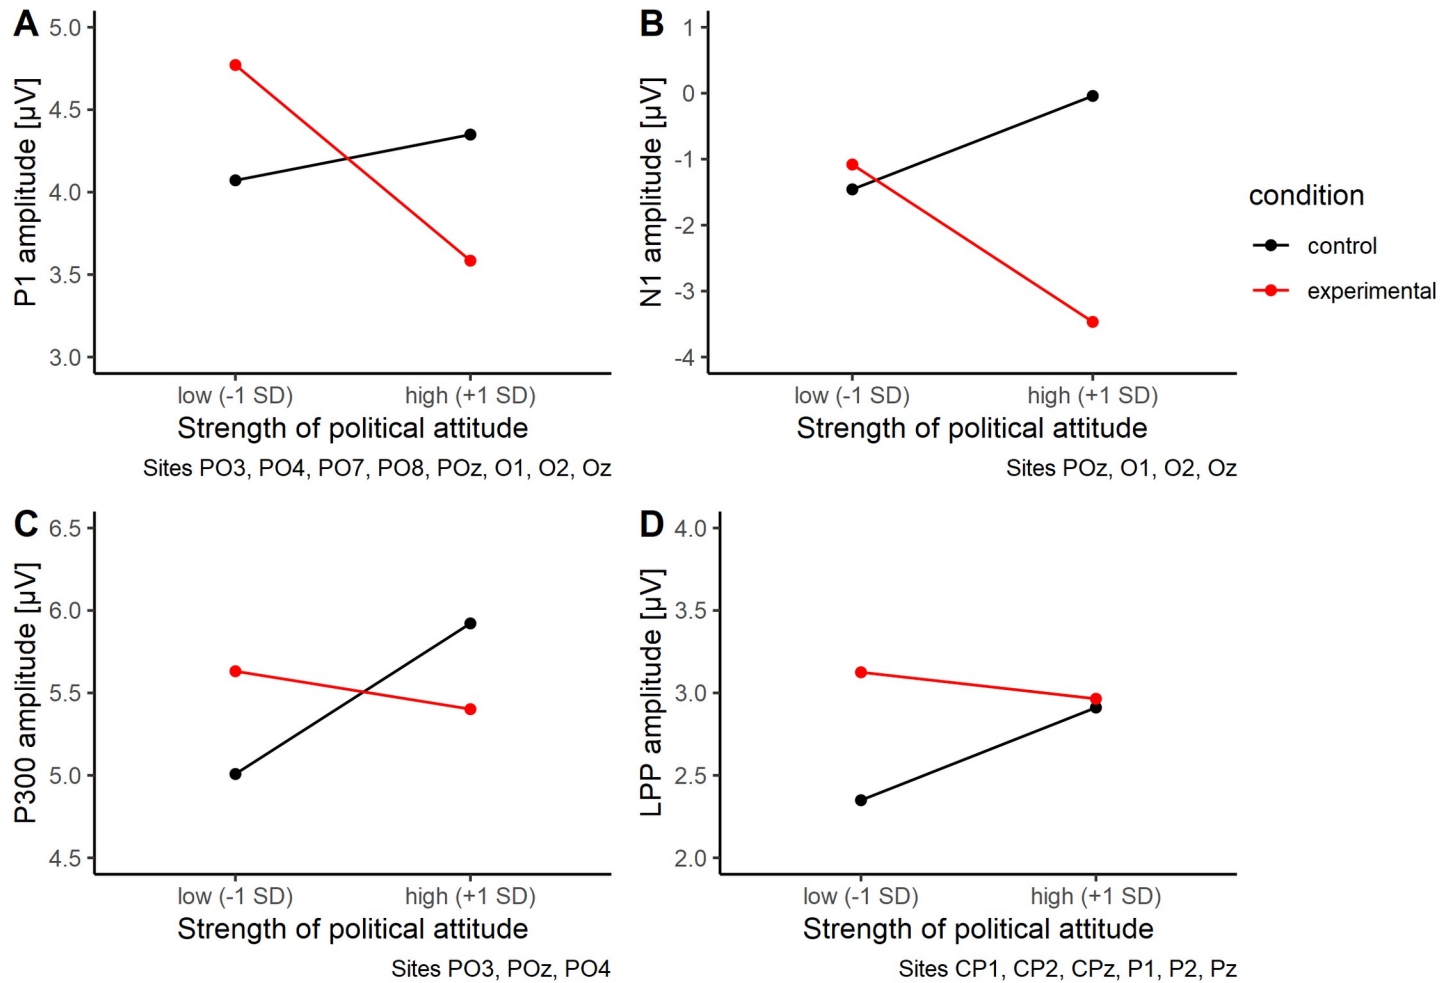 A
P1 amplitude [µV]
5.0
4.5
4.0
3.5
3.0
low (-1 SD)
high (+1 SD)
Strength of political attitude
Sites PO3, PO4, PO7, PO8, POz, O1, O2, Oz
B
N1 amplitude [µV]
1
0
-1
-2
-3
-4
low (-1 SD)
high (+1 SD)
Strength of political attitude
Sites POz, O1, O2, Oz
condition
control
experimental
C
P300 amplitude [µV]
6.5
6.0
5.5
5.0
4.5
low (-1 SD)
high (+1 SD)
Strength of political attitude
Sites PO3, POz, PO4
D
LPP amplitude [µV]
4.0
3.5
3.0
2.5
2.0
low (-1 SD)
high (+1 SD)
Strength of political attitude
Sites CP1, CP2, CPz, P1, P2, Pz